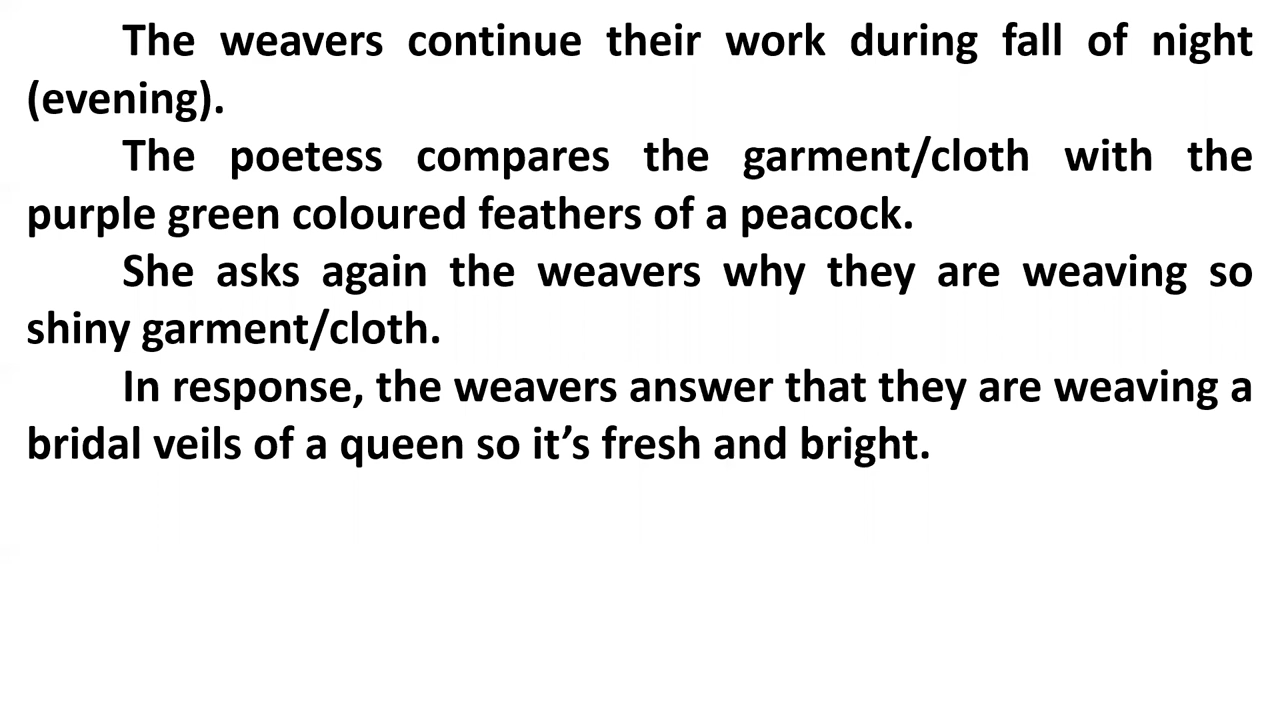 The weavers continue their work during fall of night
(evening).
The poetess compares the garment/cloth with the
purple green coloured feathers of a peacock.
She asks again the weavers why they are weaving so
shiny garment/cloth.
In response, the weavers answer that they are weaving a
bridal veils of a queen so it’s fresh and bright.